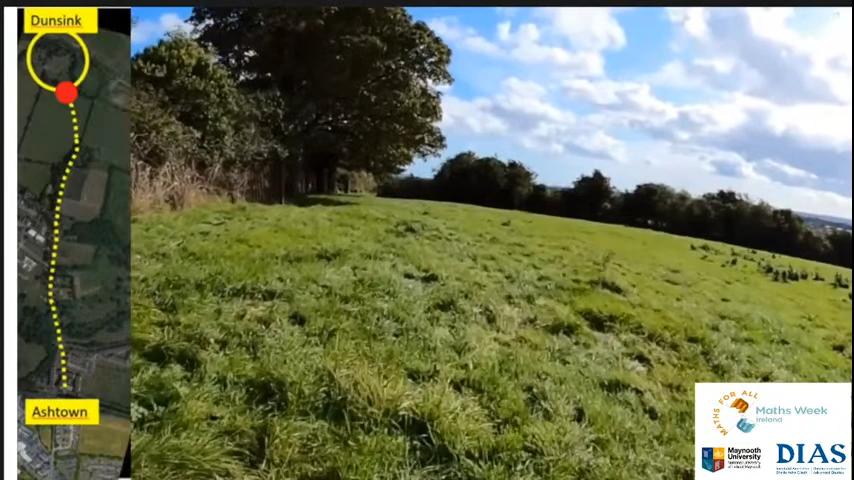 Dunsink
Ashtown
MATHS FOR ALL
Maths Week
Ireland
Maynooth
University
DIAS